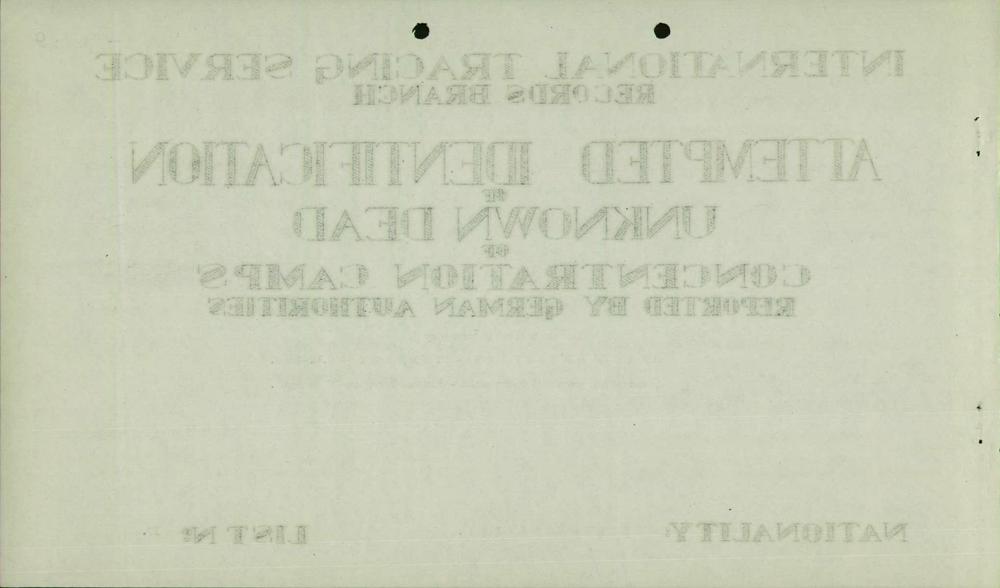 INTERNATIONAL TRACING SERVICE
RECORDS BRANCH
ATTEMPTED IDENTIFICATION
OF
UNKNOWN DEAD
OF
CONCENTRATION CAMPS'
REPORTED BY GERMAN AUTHORITIES
NATIONALITY: LIST Nº